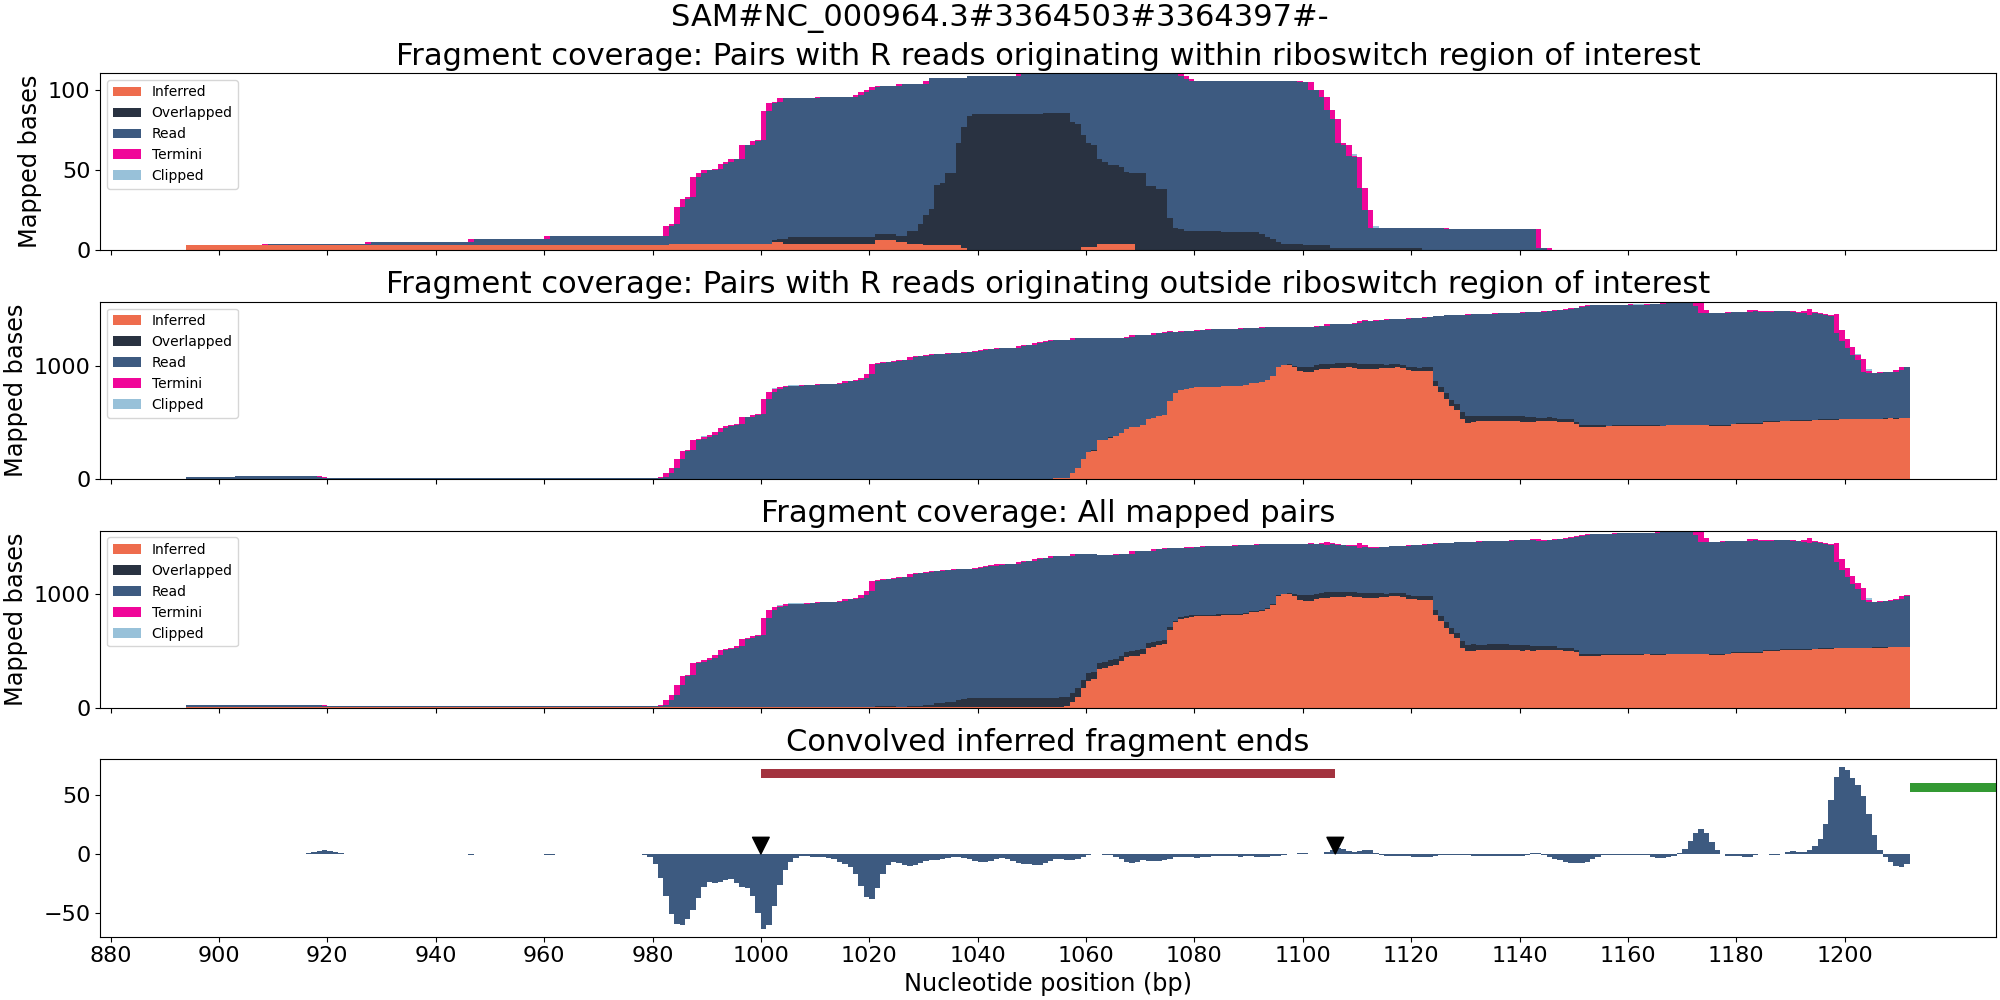 SAM#NC_000964.3#3364503#3364397#-
Fragment coverage: Pairs with R reads originating within riboswitch region of interest
Mapped bases
100
50
0
Inferred
Overlapped
Read
Termini
Clipped
Fragment coverage: Pairs with R reads originating outside riboswitch region of interest
Mapped bases
1000
0
Inferred
Overlapped
Read
Termini
Clipped
Fragment coverage: All mapped pairs
Mapped bases
1000
0
Inferred
Overlapped
Read
Termini
Clipped
Convolved inferred fragment ends
50
0
−50
880 900 920 940 960 980 1000 1020 1040 1060 1080 1100 1120 1140 1160 1180 1200
Nucleotide position (bp)